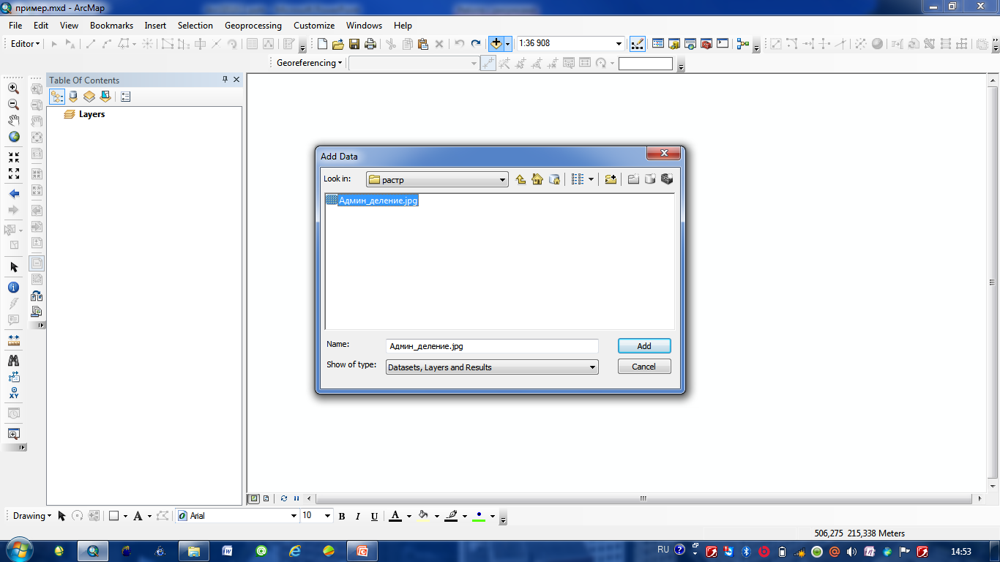 пример.mxd - ArcMap
File Edit View Bookmarks Insert Selection Geoprocessing Customize Windows Help
Editor 1:36 908
Georeferencing
Table Of Contents
Layers
Add Data
Look in: растр
Админ_деление.jpg
Name: Админ_деление.jpg Add
Show of type: Datasets, Layers and Results Cancel
XY
Drawing A Arial 10 B I U A
506,275 215,338 Meters
RU 14:53